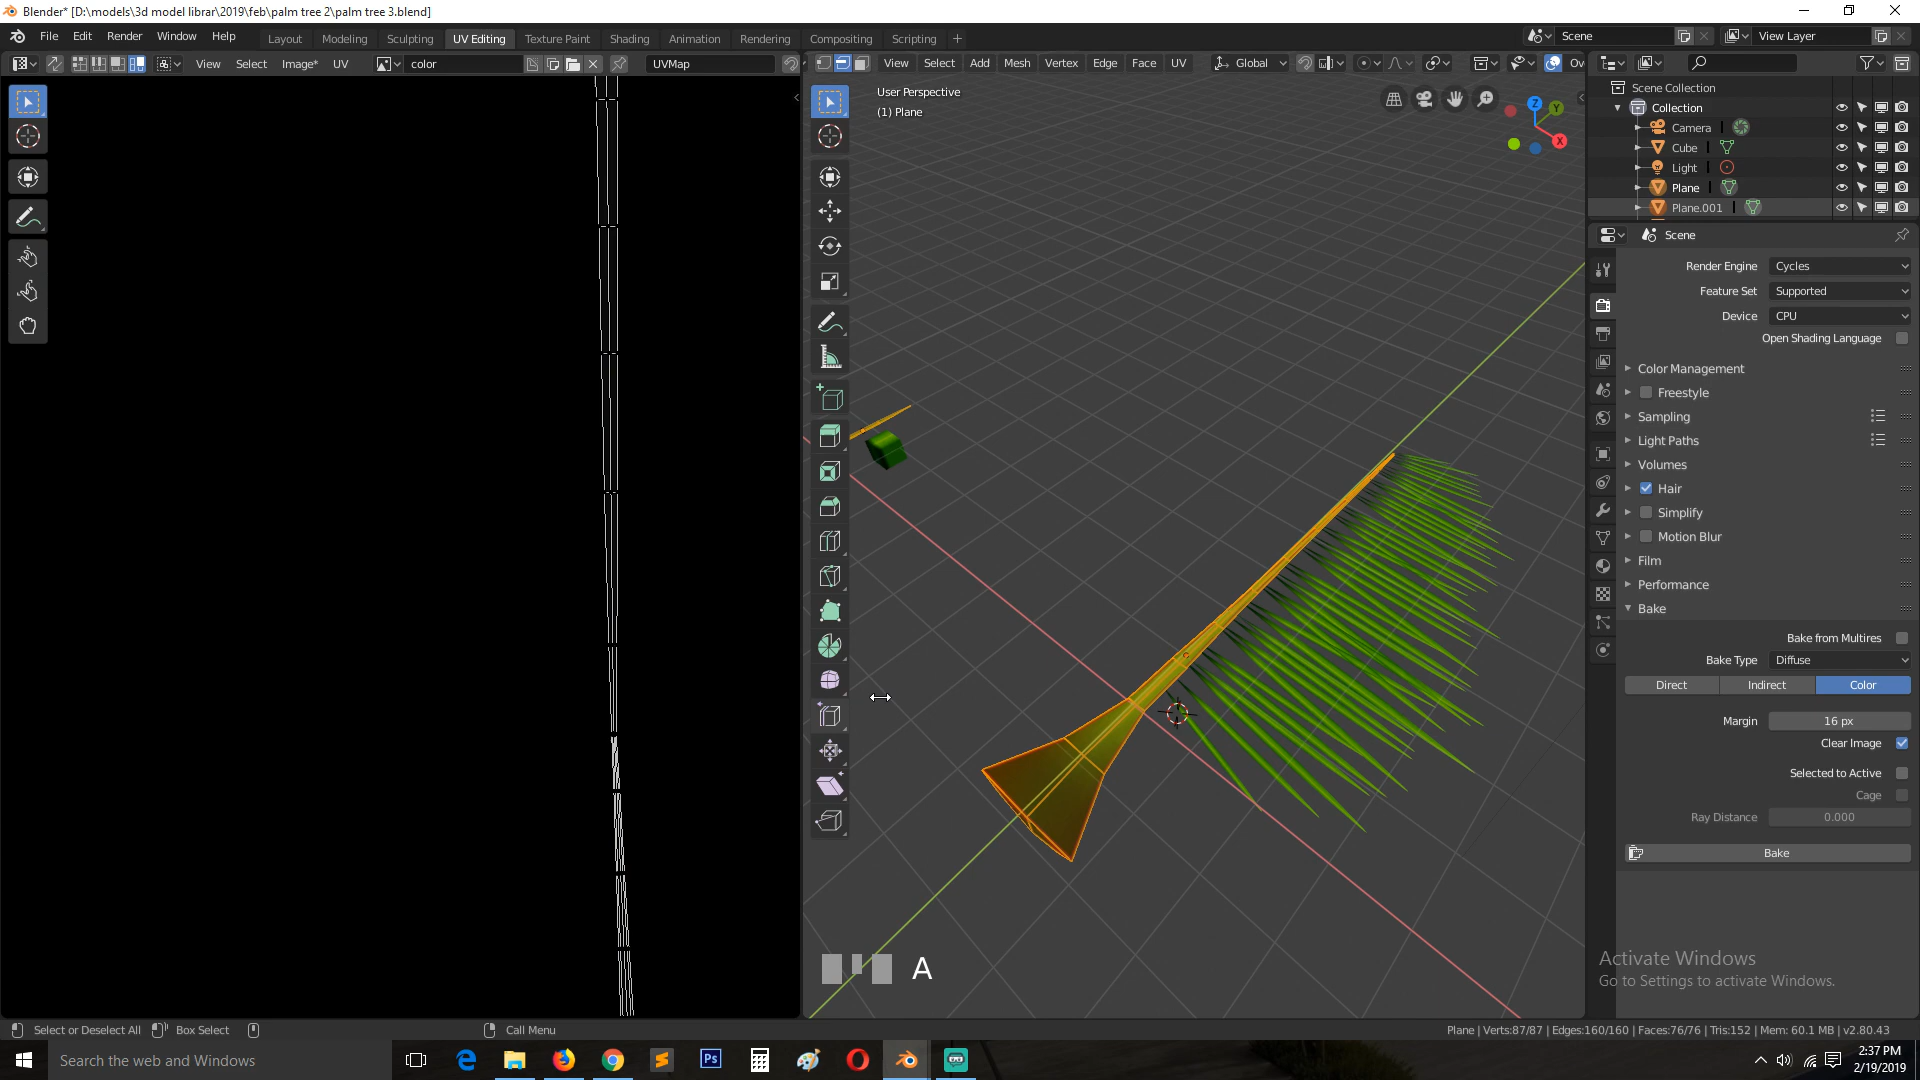 Blender* [D:\models\3d model librar\2019\feb\palm tree 2\palm tree 3.blend]
File Edit Render Window Help Layout Modeling Sculpting UV Editing Texture Paint Shading Animation Rendering Compositing Scripting + Scene View Layer
View Select Image* UV color UVMap View Select Add Mesh Vertex Edge Face UV Global Ov
User Perspective
(1) Plane
Z
Y
X
Scene Collection
Collection
Camera
Cube
Light
Plane
Plane.001
Scene
Render Engine Cycles
Feature Set Supported
Device CPU
Open Shading Language
Color Management
Freestyle
Sampling
Light Paths
Volumes
Hair
Simplify
Motion Blur
Film
Performance
Bake
Bake from Multires
Bake Type Diffuse
Direct Indirect Color
Margin 16 px
Clear Image
Selected to Active
Cage
Ray Distance 0.000
Bake
A
Activate Windows
Go to Settings to activate Windows.
Select or Deselect All Box Select Call Menu Plane | Verts:87/87 | Edges:160/160 | Faces:76/76 | Tris:152 | Mem: 60.1 MB | v2.80.43
Search the web and Windows
Ps
2:37 PM
2/19/2019